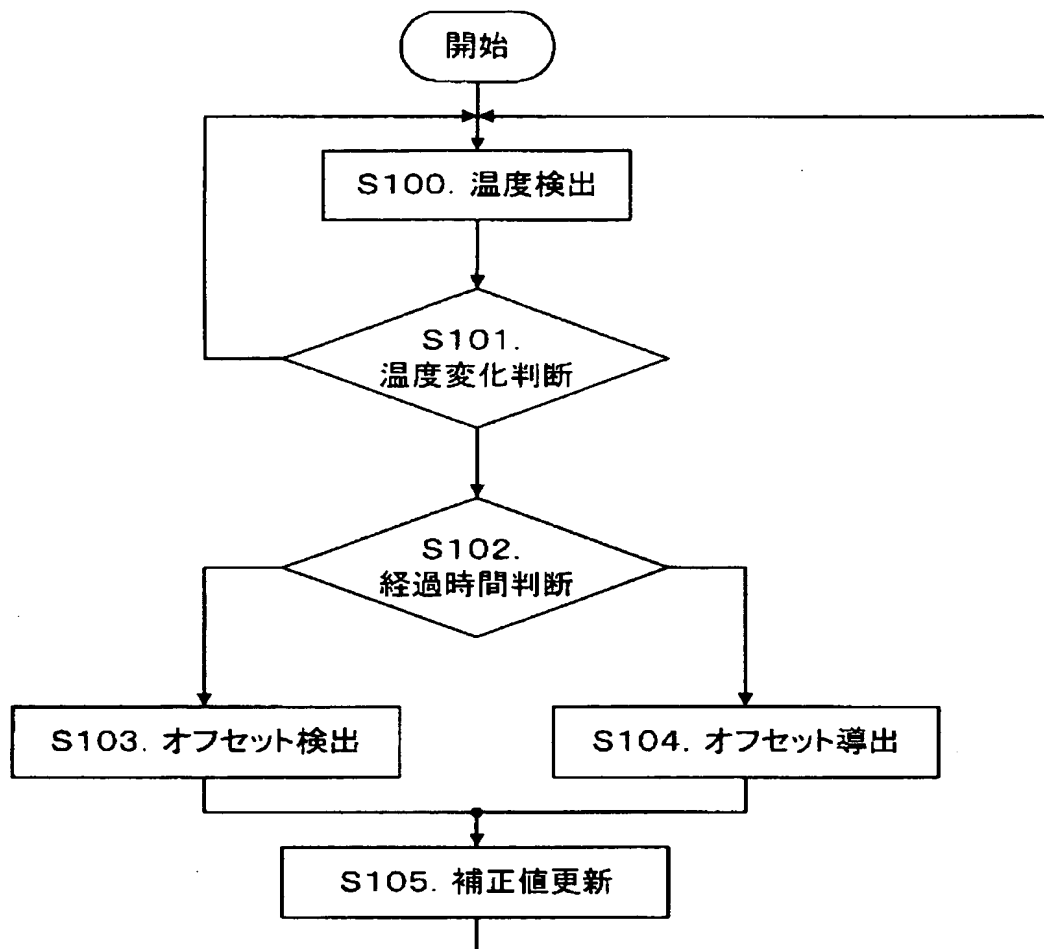 開始
S100. 温度検出
S101.
温度変化判断
S102.
経過時間判断
S103. オフセット検出
S104. オフセット導出
S105. 補正値更新